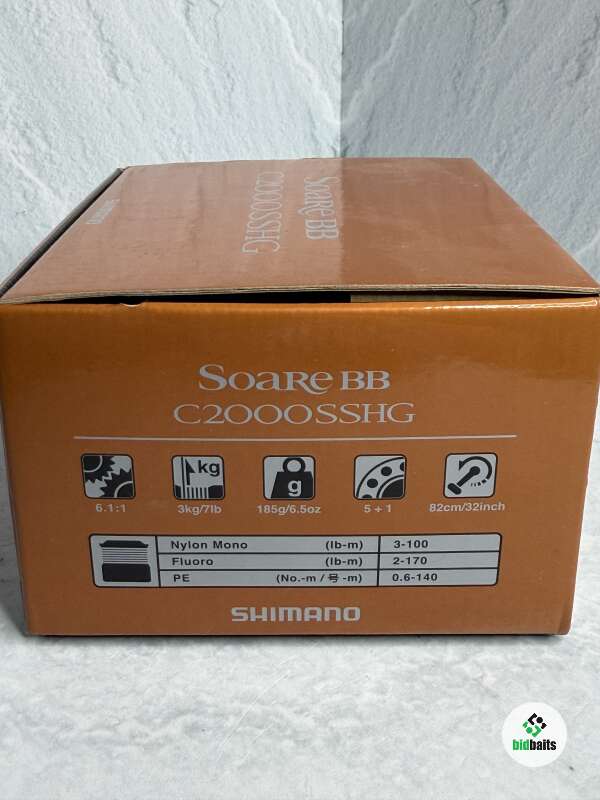 SOARE BB
C2000SSHG
SHIMANO
SOARE BB
C2000SSHG
kg
g
6.1:1
3kg/7lb
185g/6.5oz
5+1
82cm/32inch
Nylon Mono (lb-m) 3-100
Fluoro (lb-m) 2-170
PE (No.-m / 号 -m) 0.6-140
SHIMANO
bidbaits